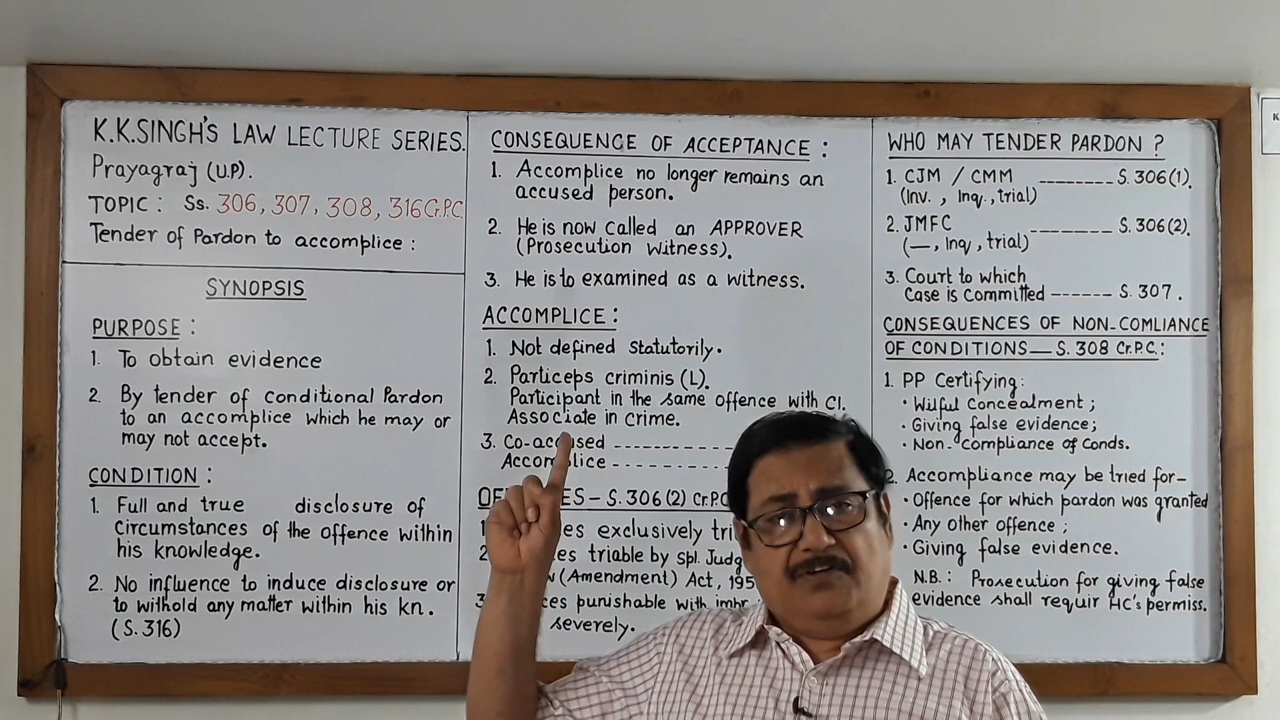 K.K.SINGH'S LAW LECTURE SERIES.
Prayagraj (U.P).
TOPIC : Ss. 306, 307, 308, 316 Cr.P.C.
Tender of Pardon to accomplice :
SYNOPSIS
PURPOSE :
1. To obtain evidence
2. By tender of conditional Pardon
to an accomplice which he may or
may not accept.
CONDITION :
1. Full and true disclosure of
circumstances of the offence within
his knowledge.
2. No influence to induce disclosure or
to withold any matter within his kn.
(S.316)
CONSEQUENCE OF ACCEPTANCE :
1. Accomplice no longer remains an
accused person.
2. He is now called an APPROVER
(Prosecution Witness).
3. He is to examined as a witness.
ACCOMPLICE :
1. Not defined statutorily.
2. Particeps criminis (L).
Participant in the same offence with
Associate in crime.
3. Co-accused
Accomplice
S.306(2) Cr.P.C
exclusively
triable by Spl. Judg
(Amendment) Act, 195
punishable with
severely.
WHO MAY TENDER PARDON ?
1. CJM / CMM -------- S. 306(1).
(Inv., Inq., trial)
2. JMFC -------- S. 306(2).
(—, Inq, trial)
3. Court to which
Case is Committed ------ S. 307.
CONSEQUENCES OF NON-COMLIANCE
OF CONDITIONS — S. 308 Cr.P.C. :
1. PP Certifying:
• Wilful Concealment ;
• Giving false evidence;
• Non-Compliance of Conds.
2. Accompliance may be tried for-
• Offence for which pardon was granted
• Any other offence ;
• Giving false evidence.
N.B.: Prosecution for giving false
evidence shall requir HC's permiss.
K